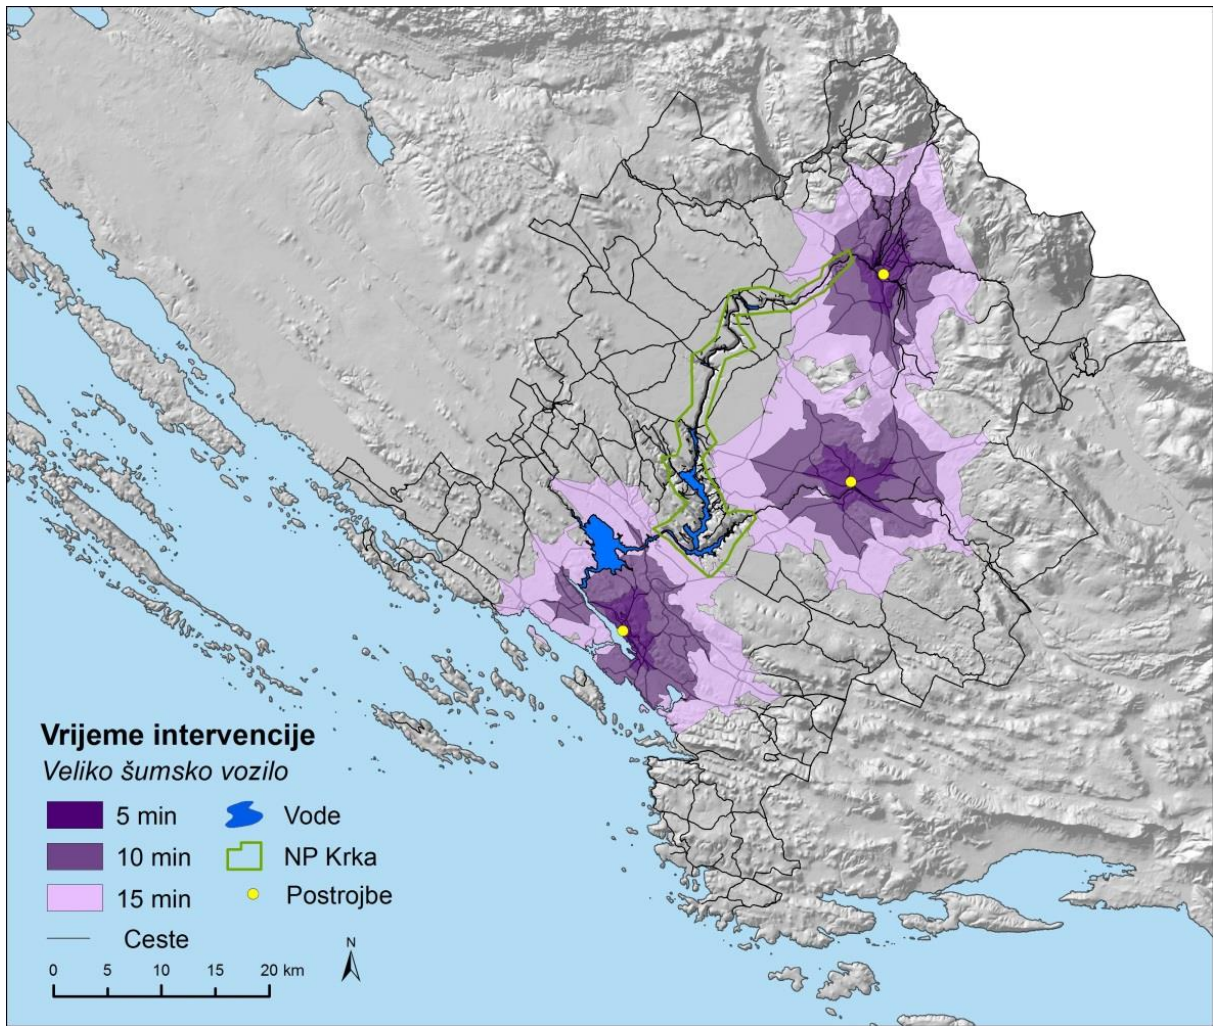 Vrijeme intervencije
Veliko šumsko vozilo
5 min
Vode
10 min
NP Krka
15 min
Postrojbe
Ceste
N
0 5 10 15 20 km